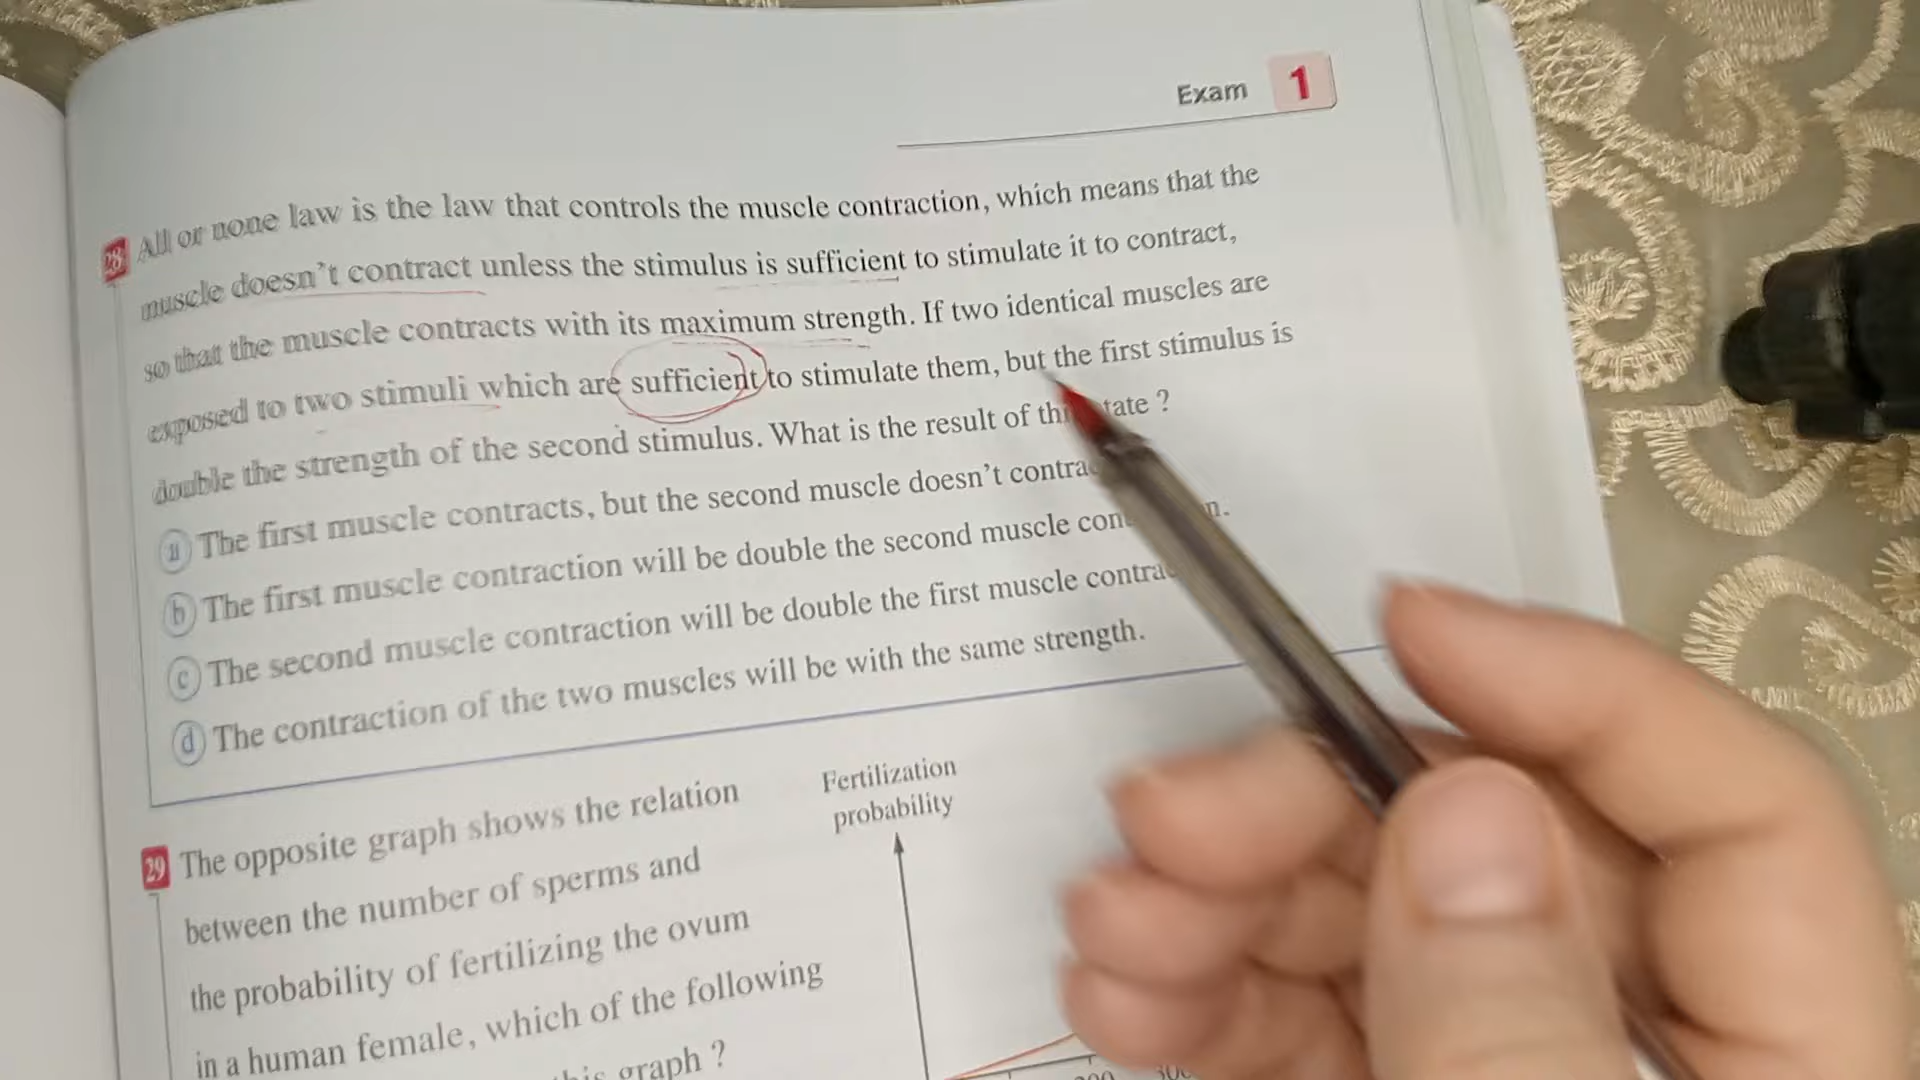 Exam 1
28 All or none law is the law that controls the muscle contraction, which means that the
muscle doesn't contract unless the stimulus is sufficient to stimulate it to contract,
so that the muscle contracts with its maximum strength. If two identical muscles are
exposed to two stimuli which are sufficient to stimulate them, but the first stimulus is
double the strength of the second stimulus. What is the result of ?
a The first muscle contracts, but the second muscle doesn't
b The first muscle contraction will be double the second muscle
c The second muscle contraction will be double the first muscle
d The contraction of the two muscles will be with the same strength.
29 The opposite graph shows the relation
between the number of sperms and
the probability of fertilizing the ovum
in a human female, which of the following
graph ?
Fertilization
probability